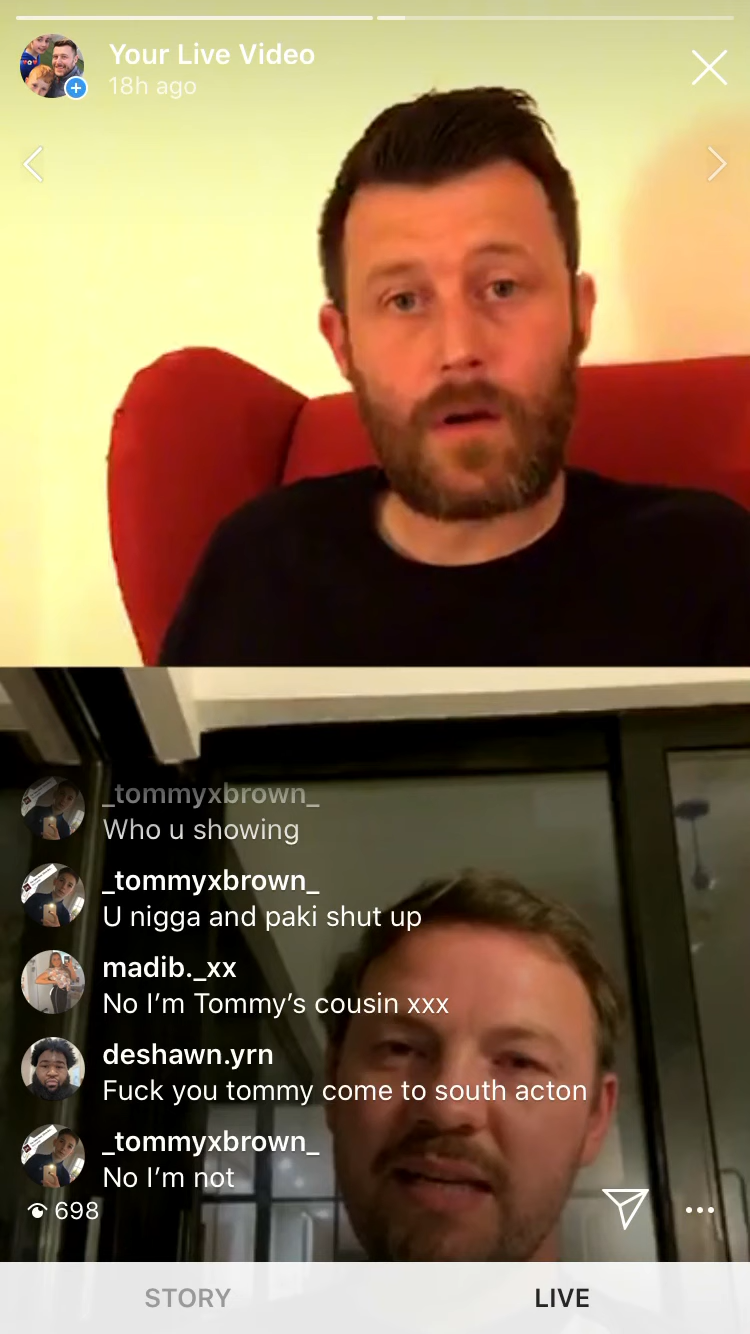 Your Live Video
18h ago
_tommyxbrown_
Who u showing
_tommyxbrown_
U nigga and paki shut up
madib._xx
No I’m Tommy’s cousin xxx
deshawn.yrn
Fuck you tommy come to south acton
_tommyxbrown_
No I’m not
698
STORY
LIVE